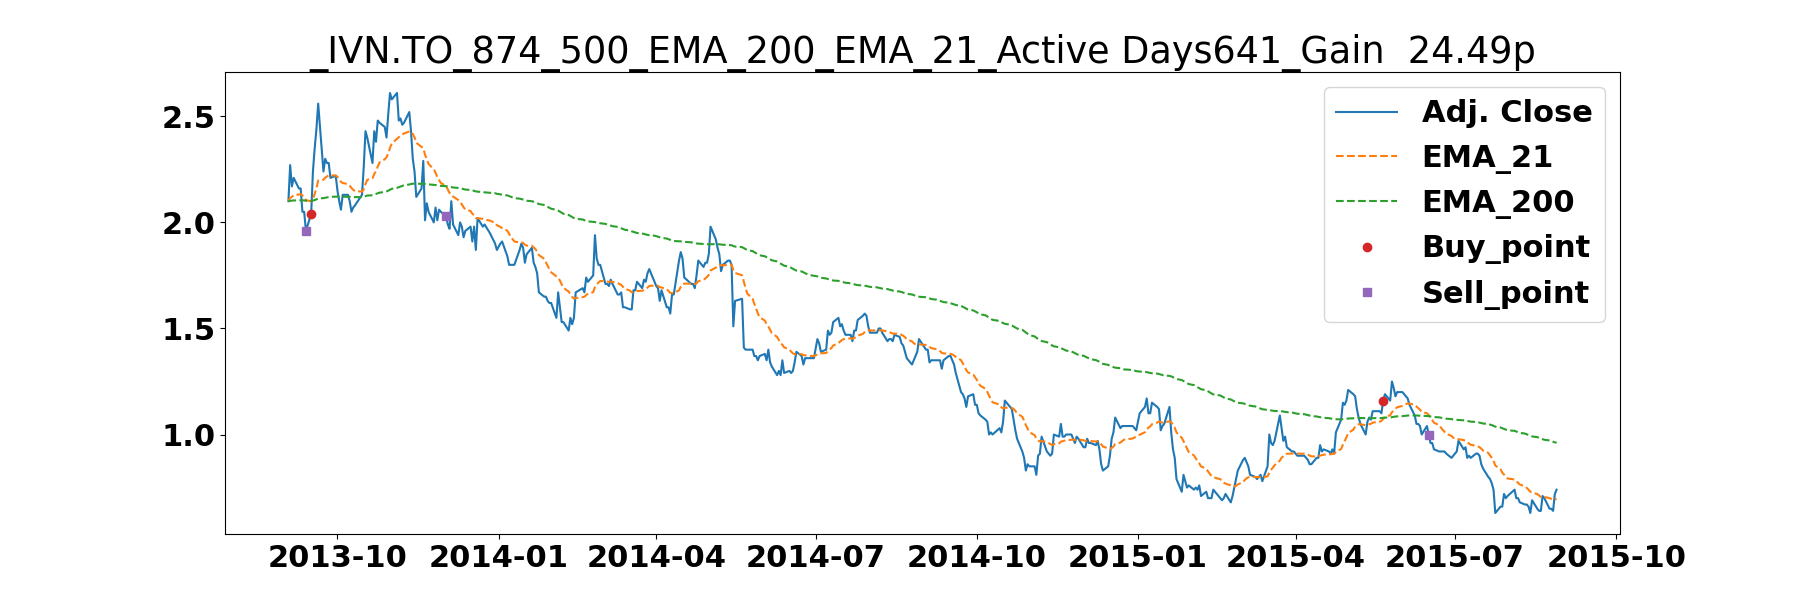 _IVN.TO_874_500_EMA_200_EMA_21_Active Days641_Gain  24.49p
2.5
2.0
1.5
1.0
Adj. Close
EMA_21
EMA_200
Buy_point
Sell_point
2013-10 2014-01 2014-04 2014-07 2014-10 2015-01 2015-04 2015-07 2015-10